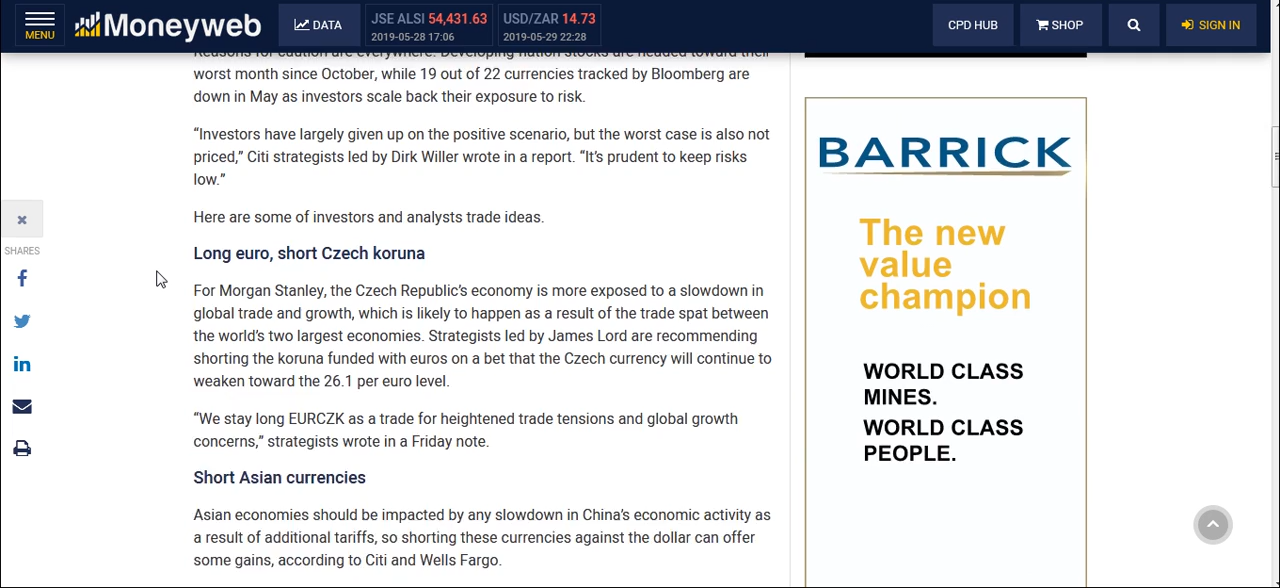 MENU
Moneyweb
DATA
JSE ALSI 54,431.63
2019-05-28 17:06
USD/ZAR 14.73
2019-05-29 22:28
CPD HUB
SHOP
SIGN IN
Reasons for caution are everywhere. Developing nation stocks are headed toward their
worst month since October, while 19 out of 22 currencies tracked by Bloomberg are
down in May as investors scale back their exposure to risk.
“Investors have largely given up on the positive scenario, but the worst case is also not
priced,” Citi strategists led by Dirk Willer wrote in a report. “It’s prudent to keep risks
low.”
Here are some of investors and analysts trade ideas.
Long euro, short Czech koruna
For Morgan Stanley, the Czech Republic’s economy is more exposed to a slowdown in
global trade and growth, which is likely to happen as a result of the trade spat between
the world’s two largest economies. Strategists led by James Lord are recommending
shorting the koruna funded with euros on a bet that the Czech currency will continue to
weaken toward the 26.1 per euro level.
“We stay long EURCZK as a trade for heightened trade tensions and global growth
concerns,” strategists wrote in a Friday note.
Short Asian currencies
Asian economies should be impacted by any slowdown in China’s economic activity as
a result of additional tariffs, so shorting these currencies against the dollar can offer
some gains, according to Citi and Wells Fargo.
SHARES
BARRICK
The new
value
champion
WORLD CLASS
MINES.
WORLD CLASS
PEOPLE.